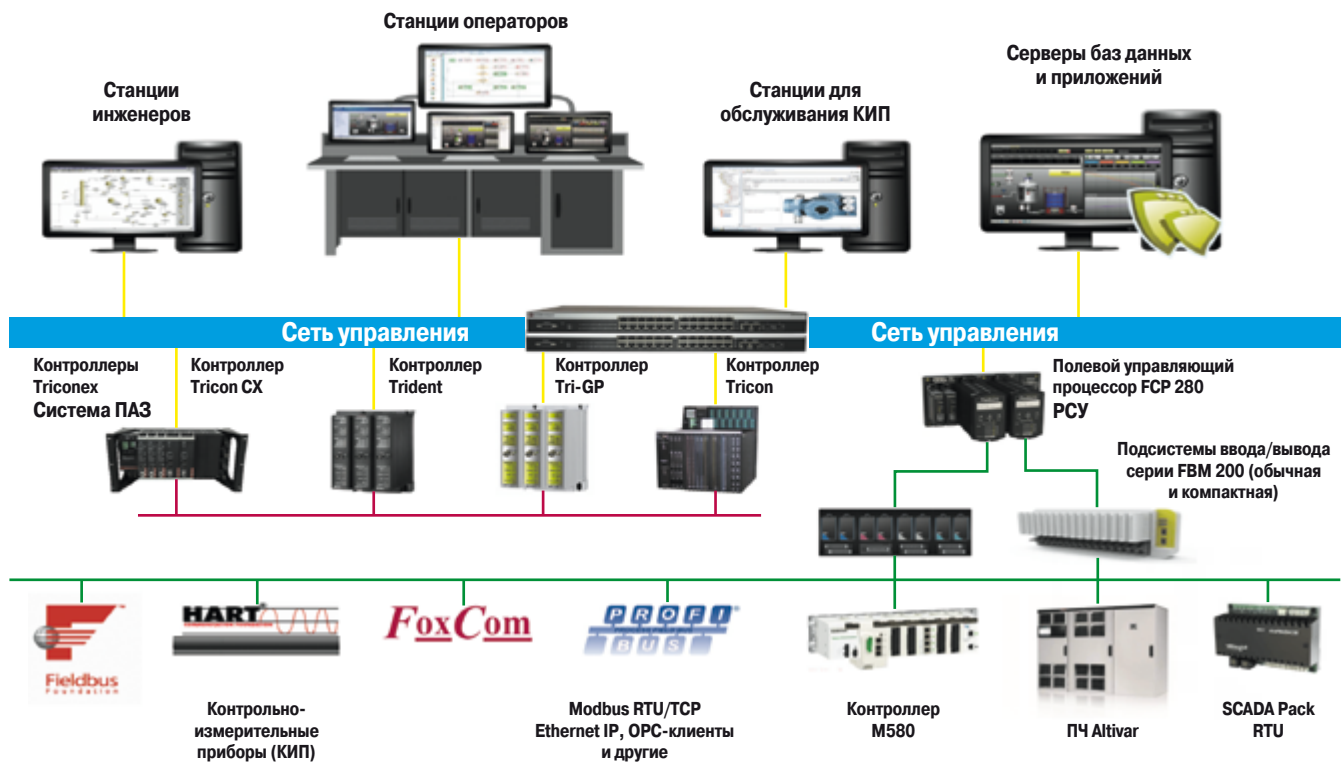 Станции операторов
Серверы баз данных
и приложений
Станции
инженеров
Станции для
обслуживания КИП
Сеть управления
Сеть управления
Контроллеры
Triconex
Система ПАЗ
Контроллер
Tricon CX
Контроллер
Trident
Контроллер
Tri-GP
Контроллер
Tricon
Полевой управляющий
процессор FCP 280
РСУ
Подсистемы ввода/вывода
серии FBM 200 (обычная
и компактная)
Fieldbus
Foundation
HART
FoxCom
PROFI
BUS
Контрольно-
измерительные
приборы (КИП)
Modbus RTU/TCP
Ethernet IP, OPC-клиенты
и другие
Контроллер
M580
ПЧ Altivar
SCADA Pack
RTU